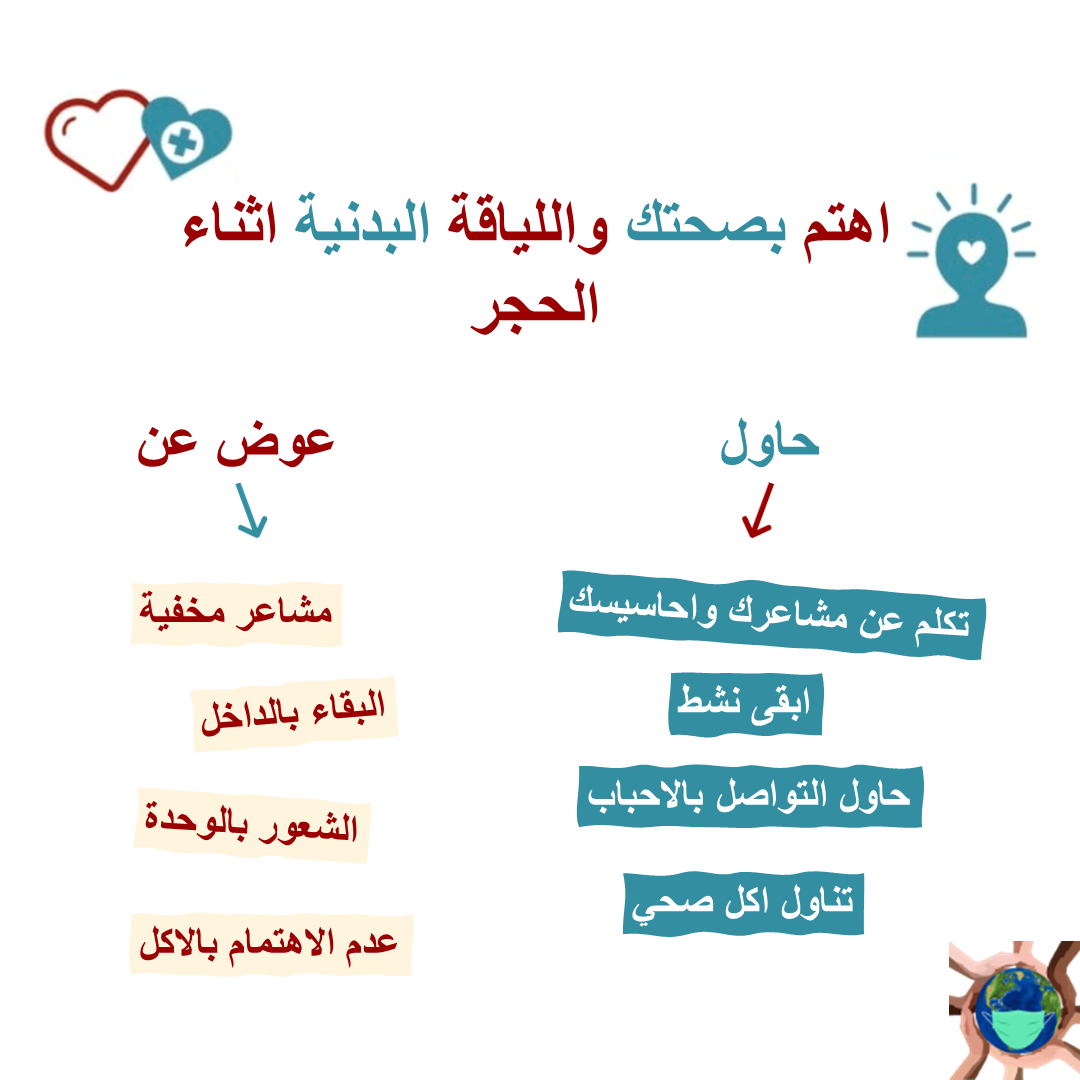 اهتم بصحتك واللياقة البدنية اثناء
الحجر
حاول
تكلم عن مشاعرك واحاسيسك
ابقى نشط
حاول التواصل بالاحباب
تناول اكل صحي
عوض عن
مشاعر مخفية
البقاء بالداخل
الشعور بالوحدة
عدم الاهتمام بالاكل